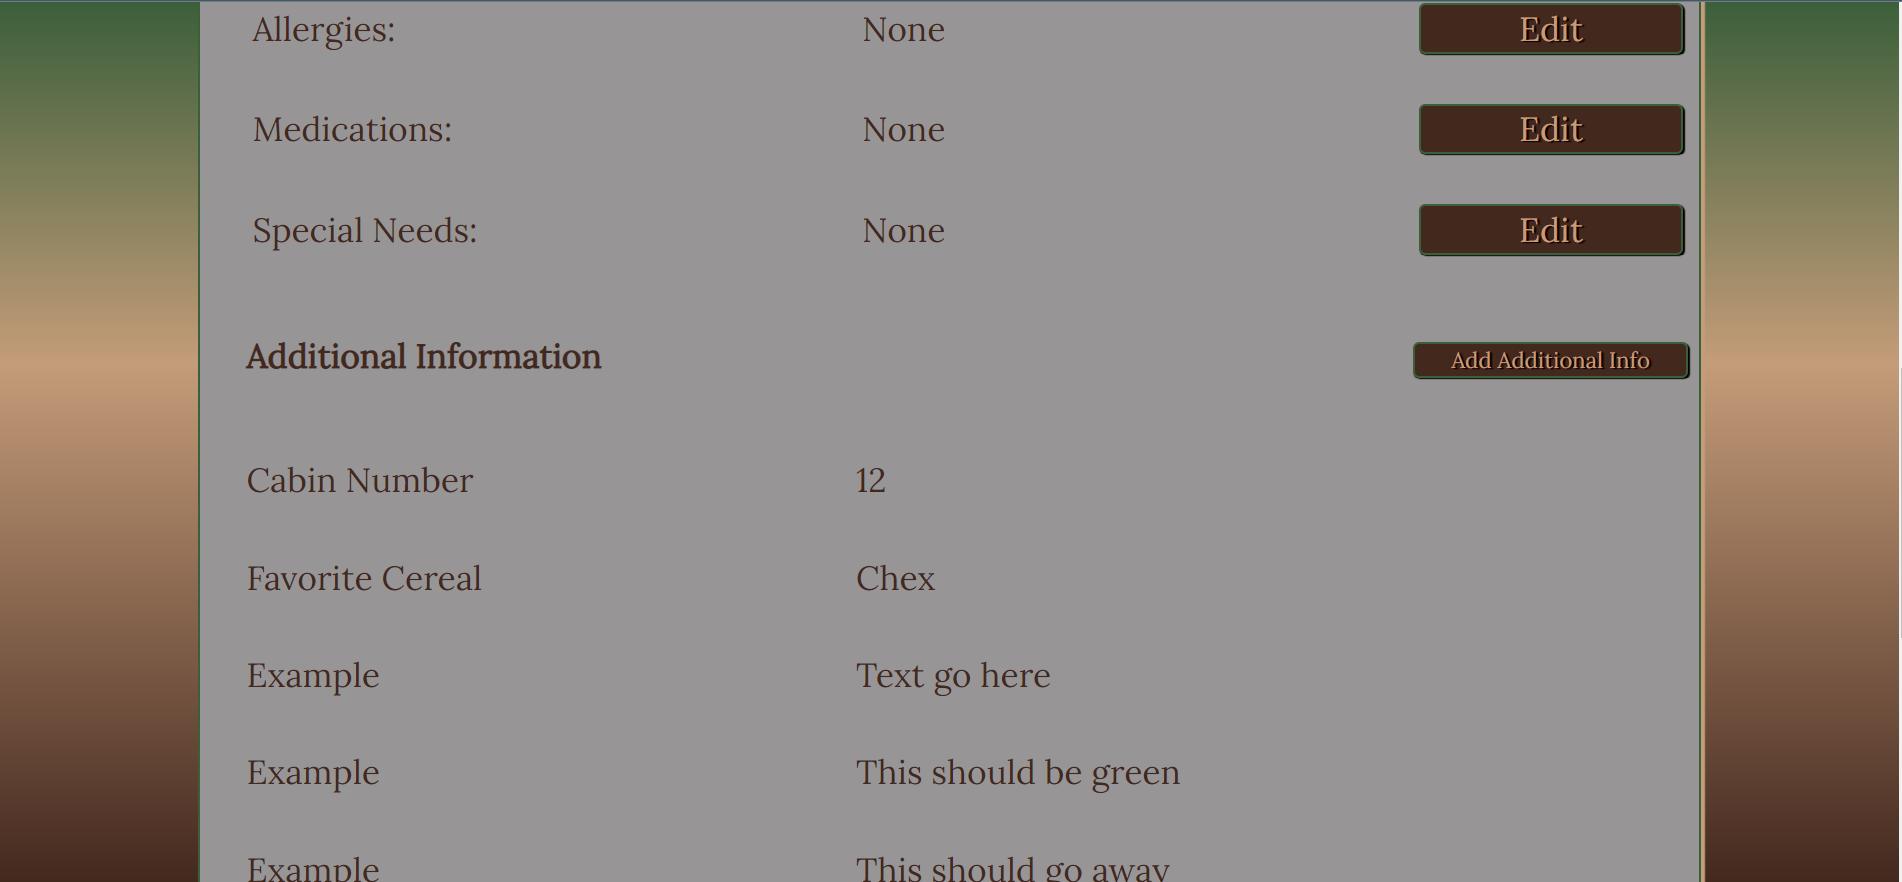 Allergies: None Edit
Medications: None Edit
Special Needs: None Edit
Additional Information Add Additional Info
Cabin Number 12
Favorite Cereal Chex
Example Text go here
Example This should be green
Example This should go away